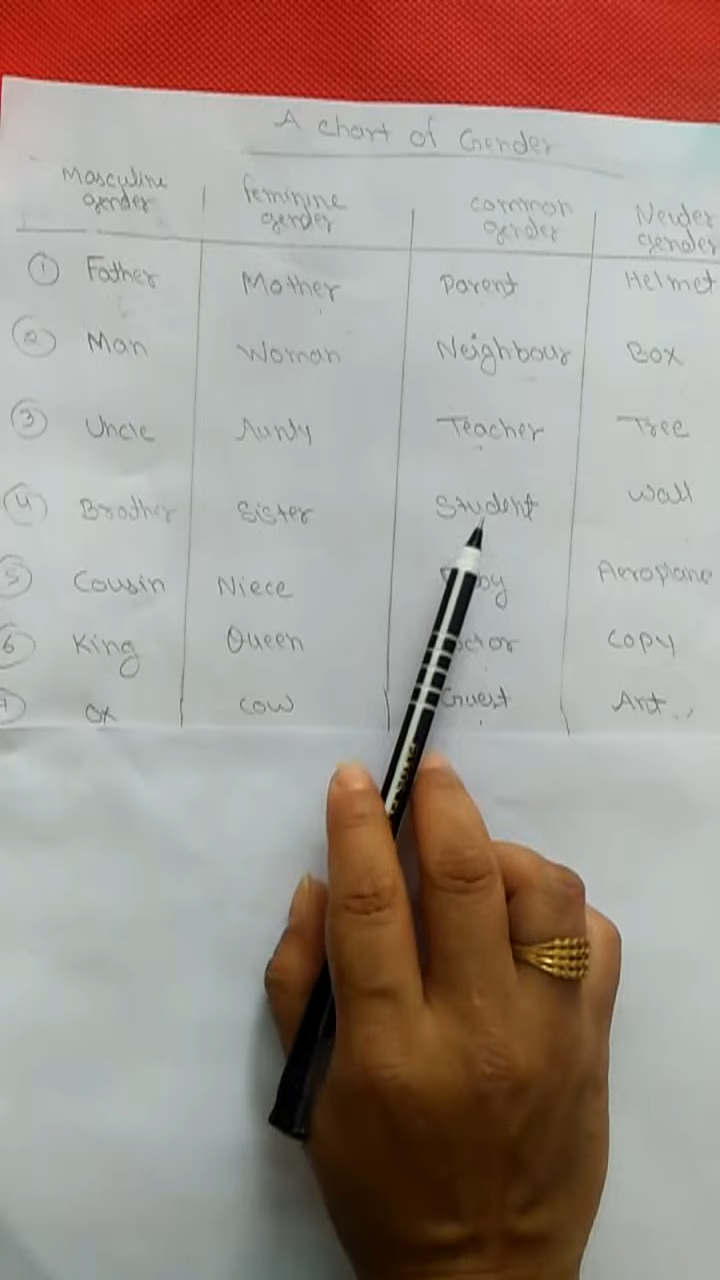 A chart of Gender
Masculine gender feminine gender common gender Neuter gender
1 Father Mother Parent Helmet
2 Man Woman Neighbour Box
3 Uncle Aunty Teacher Tree
4 Brother Sister Student Wall
5 Cousin Niece Aeroplane
6 King Queen copy
7 Ox cow Guest